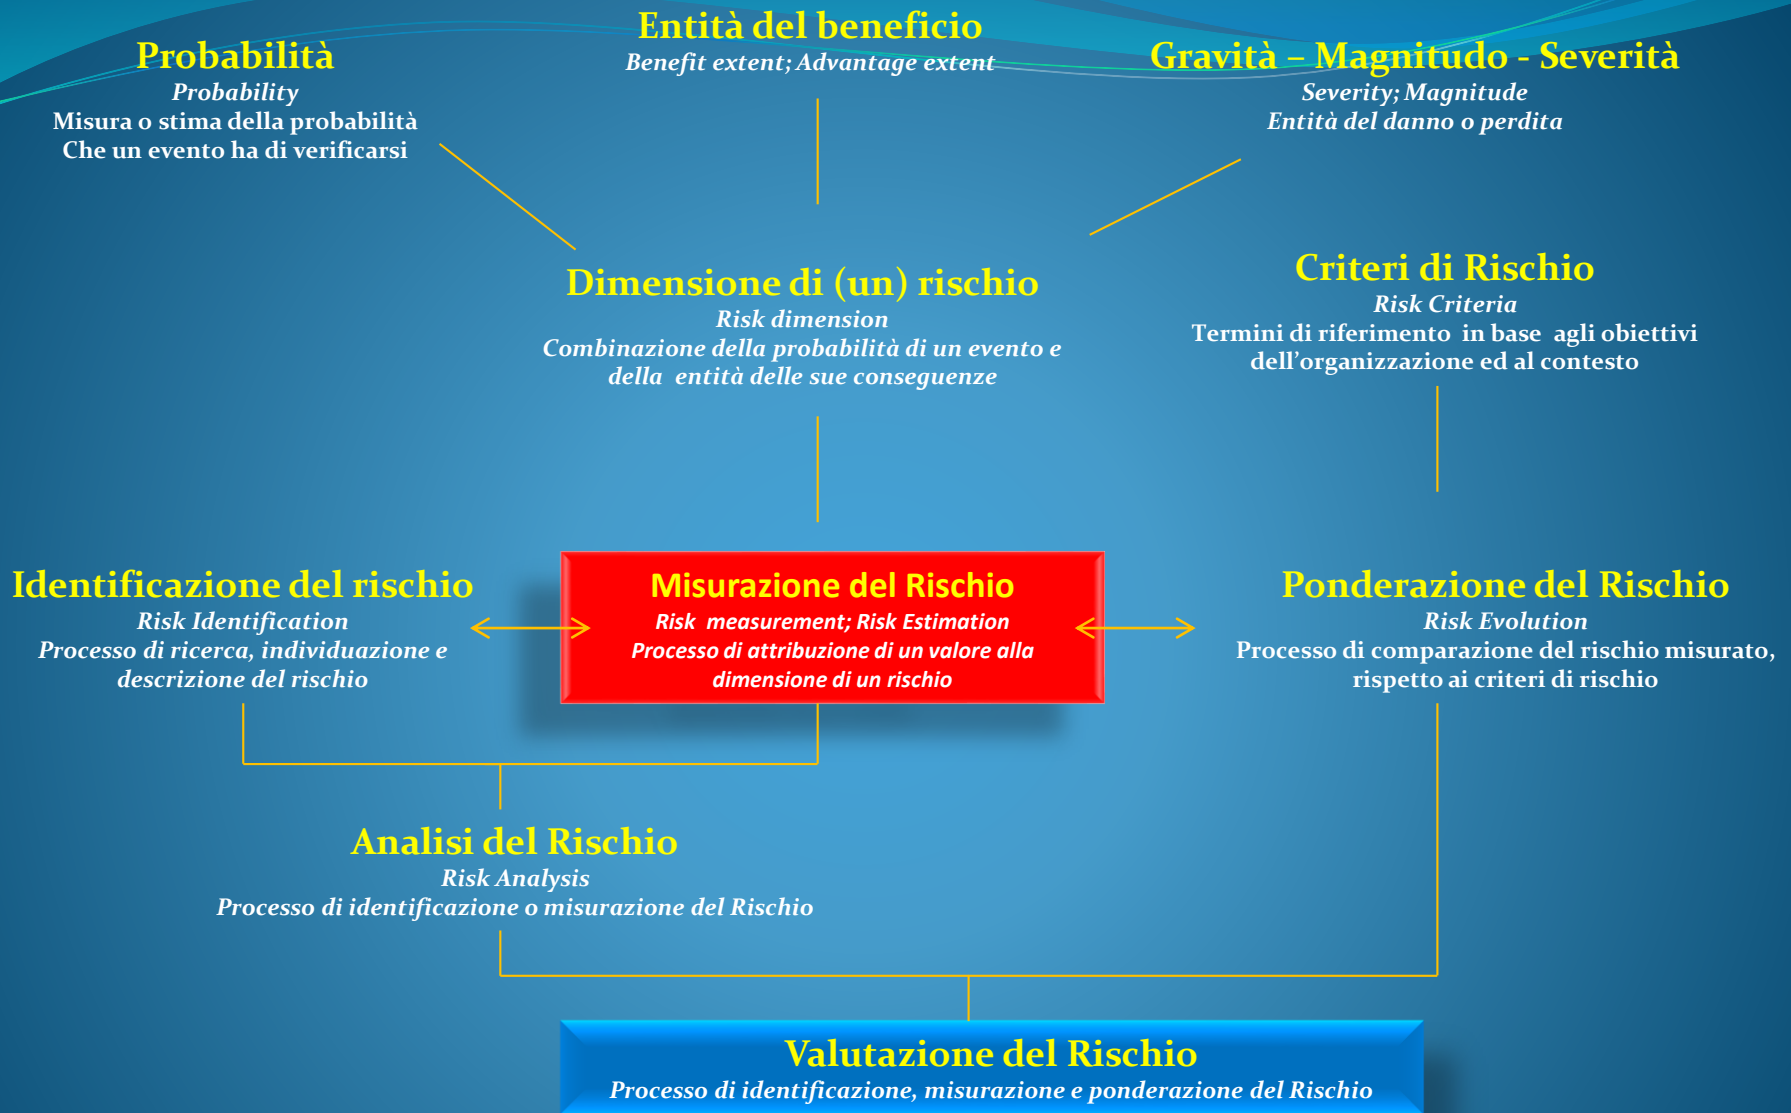 Probabilità
Probability
Misura o stima della probabilità
Che un evento ha di verificarsi
Entità del beneficio
Benefit extent; Advantage extent
Gravità – Magnitudo - Severità
Severity; Magnitude
Entità del danno o perdita
Dimensione di (un) rischio
Risk dimension
Combinazione della probabilità di un evento e
della entità delle sue conseguenze
Criteri di Rischio
Risk Criteria
Termini di riferimento in base agli obiettivi
dell'organizzazione ed al contesto
Identificazione del rischio
Risk Identification
Processo di ricerca, individuazione e
descrizione del rischio
Misurazione del Rischio
Risk measurement; Risk Estimation
Processo di attribuzione di un valore alla
dimensione di un rischio
Ponderazione del Rischio
Risk Evolution
Processo di comparazione del rischio misurato,
rispetto ai criteri di rischio
Analisi del Rischio
Risk Analysis
Processo di identificazione o misurazione del Rischio
Valutazione del Rischio
Processo di identificazione, misurazione e ponderazione del Rischio